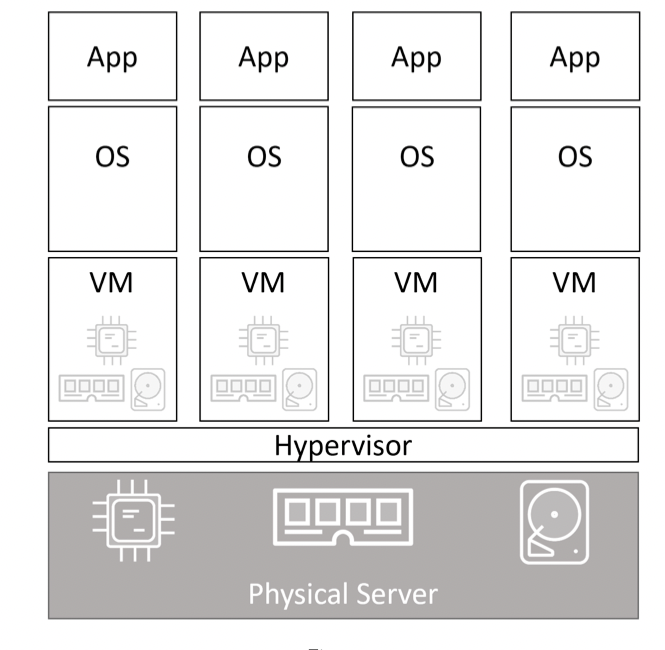 App App App App
OS OS OS OS
VM VM VM VM
Hypervisor
Physical Server